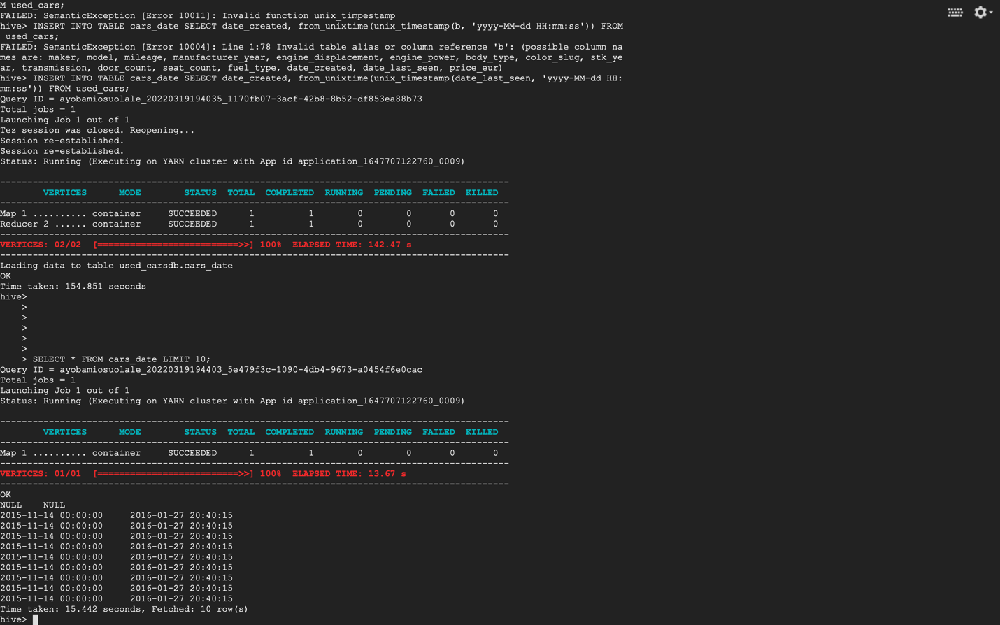 M used_cars;
FAILED: SemanticException [Error 10011]: Invalid function unix_timpestamp
hive> INSERT INTO TABLE cars_date SELECT date_created, from_unixtime(unix_timestamp(b, 'yyyy-MM-dd HH:mm:ss')) FROM
 used_cars;
FAILED: SemanticException [Error 10004]: Line 1:78 Invalid table alias or column reference 'b': (possible column na
mes are: maker, model, mileage, manufacturer_year, engine_displacement, engine_power, body_type, color_slug, stk_ye
ar, transmission, door_count, seat_count, fuel_type, date_created, date_last_seen, price_eur)
hive> INSERT INTO TABLE cars_date SELECT date_created, from_unixtime(unix_timestamp(date_last_seen, 'yyyy-MM-dd HH:
mm:ss')) FROM used_cars;
Query ID = ayobamiosuolale_20220319194035_1170fb07-3acf-42b8-8b52-df853ea88b73
Total jobs = 1
Launching Job 1 out of 1
Tez session was closed. Reopening...
Session re-established.
Session re-established.
Status: Running (Executing on YARN cluster with App id application_1647707122760_0009)
----------------------------------------------------------------------------------------------
        VERTICES      MODE        STATUS  TOTAL  COMPLETED  RUNNING  PENDING  FAILED  KILLED
----------------------------------------------------------------------------------------------
Map 1 .......... container     SUCCEEDED      1          1        0        0       0       0
Reducer 2 ...... container     SUCCEEDED      1          1        0        0       0       0
----------------------------------------------------------------------------------------------
VERTICES: 02/02  [==========================>>] 100%  ELAPSED TIME: 142.47 s
----------------------------------------------------------------------------------------------
Loading data to table used_carsdb.cars_date
OK
Time taken: 154.851 seconds
hive>
    >
    >
    >
    >
    >
    > SELECT * FROM cars_date LIMIT 10;
Query ID = ayobamiosuolale_20220319194403_5e479f3c-1090-4db4-9673-a0454f6e0cac
Total jobs = 1
Launching Job 1 out of 1
Status: Running (Executing on YARN cluster with App id application_1647707122760_0009)
----------------------------------------------------------------------------------------------
        VERTICES      MODE        STATUS  TOTAL  COMPLETED  RUNNING  PENDING  FAILED  KILLED
----------------------------------------------------------------------------------------------
Map 1 .......... container     SUCCEEDED      1          1        0        0       0       0
----------------------------------------------------------------------------------------------
VERTICES: 01/01  [==========================>>] 100%  ELAPSED TIME: 13.67 s
----------------------------------------------------------------------------------------------
OK
NULL    NULL
2015-11-14 00:00:00     2016-01-27 20:40:15
2015-11-14 00:00:00     2016-01-27 20:40:15
2015-11-14 00:00:00     2016-01-27 20:40:15
2015-11-14 00:00:00     2016-01-27 20:40:15
2015-11-14 00:00:00     2016-01-27 20:40:15
2015-11-14 00:00:00     2016-01-27 20:40:15
2015-11-14 00:00:00     2016-01-27 20:40:15
2015-11-14 00:00:00     2016-01-27 20:40:15
2015-11-14 00:00:00     2016-01-27 20:40:15
Time taken: 15.442 seconds, Fetched: 10 row(s)
hive>